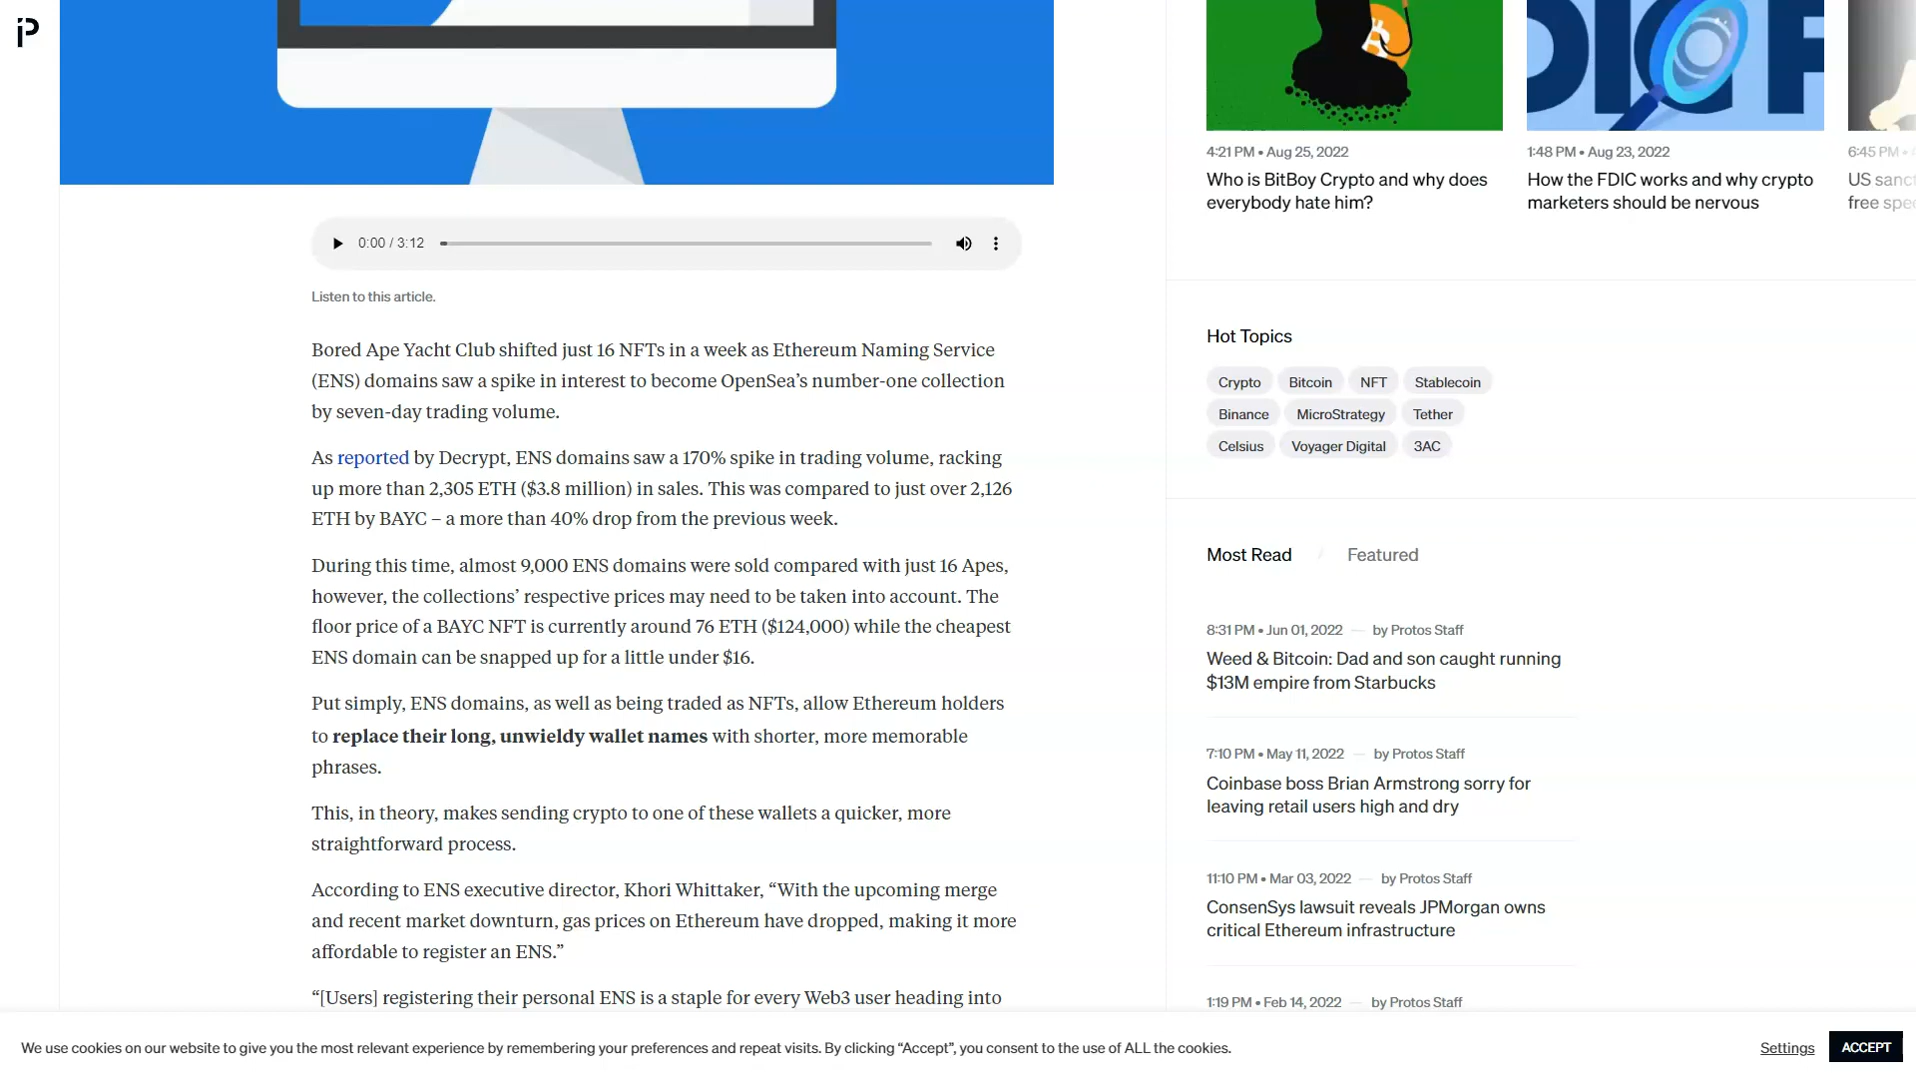 4:21 PM • Aug 25, 2022
Who is BitBoy Crypto and why does
everybody hate him?
1:48 PM • Aug 23, 2022
How the FDIC works and why crypto
marketers should be nervous
6:45 PM •
US sanct
free spee
0:00 / 3:12
Listen to this article.
Bored Ape Yacht Club shifted just 16 NFTs in a week as Ethereum Naming Service
(ENS) domains saw a spike in interest to become OpenSea’s number-one collection
by seven-day trading volume.
As reported by Decrypt, ENS domains saw a 170% spike in trading volume, racking
up more than 2,305 ETH ($3.8 million) in sales. This was compared to just over 2,126
ETH by BAYC – a more than 40% drop from the previous week.
During this time, almost 9,000 ENS domains were sold compared with just 16 Apes,
however, the collections’ respective prices may need to be taken into account. The
floor price of a BAYC NFT is currently around 76 ETH ($124,000) while the cheapest
ENS domain can be snapped up for a little under $16.
Put simply, ENS domains, as well as being traded as NFTs, allow Ethereum holders
to replace their long, unwieldy wallet names with shorter, more memorable
phrases.
This, in theory, makes sending crypto to one of these wallets a quicker, more
straightforward process.
According to ENS executive director, Khori Whittaker, “With the upcoming merge
and recent market downturn, gas prices on Ethereum have dropped, making it more
affordable to register an ENS.”
“[Users] registering their personal ENS is a staple for every Web3 user heading into
Hot Topics
Crypto Bitcoin NFT Stablecoin
Binance MicroStrategy Tether
Celsius Voyager Digital 3AC
Most Read / Featured
8:31 PM • Jun 01, 2022 — by Protos Staff
Weed & Bitcoin: Dad and son caught running
$13M empire from Starbucks
7:10 PM • May 11, 2022 — by Protos Staff
Coinbase boss Brian Armstrong sorry for
leaving retail users high and dry
11:10 PM • Mar 03, 2022 — by Protos Staff
ConsenSys lawsuit reveals JPMorgan owns
critical Ethereum infrastructure
1:19 PM • Feb 14, 2022 — by Protos Staff
We use cookies on our website to give you the most relevant experience by remembering your preferences and repeat visits. By clicking “Accept”, you consent to the use of ALL the cookies.
Settings
ACCEPT